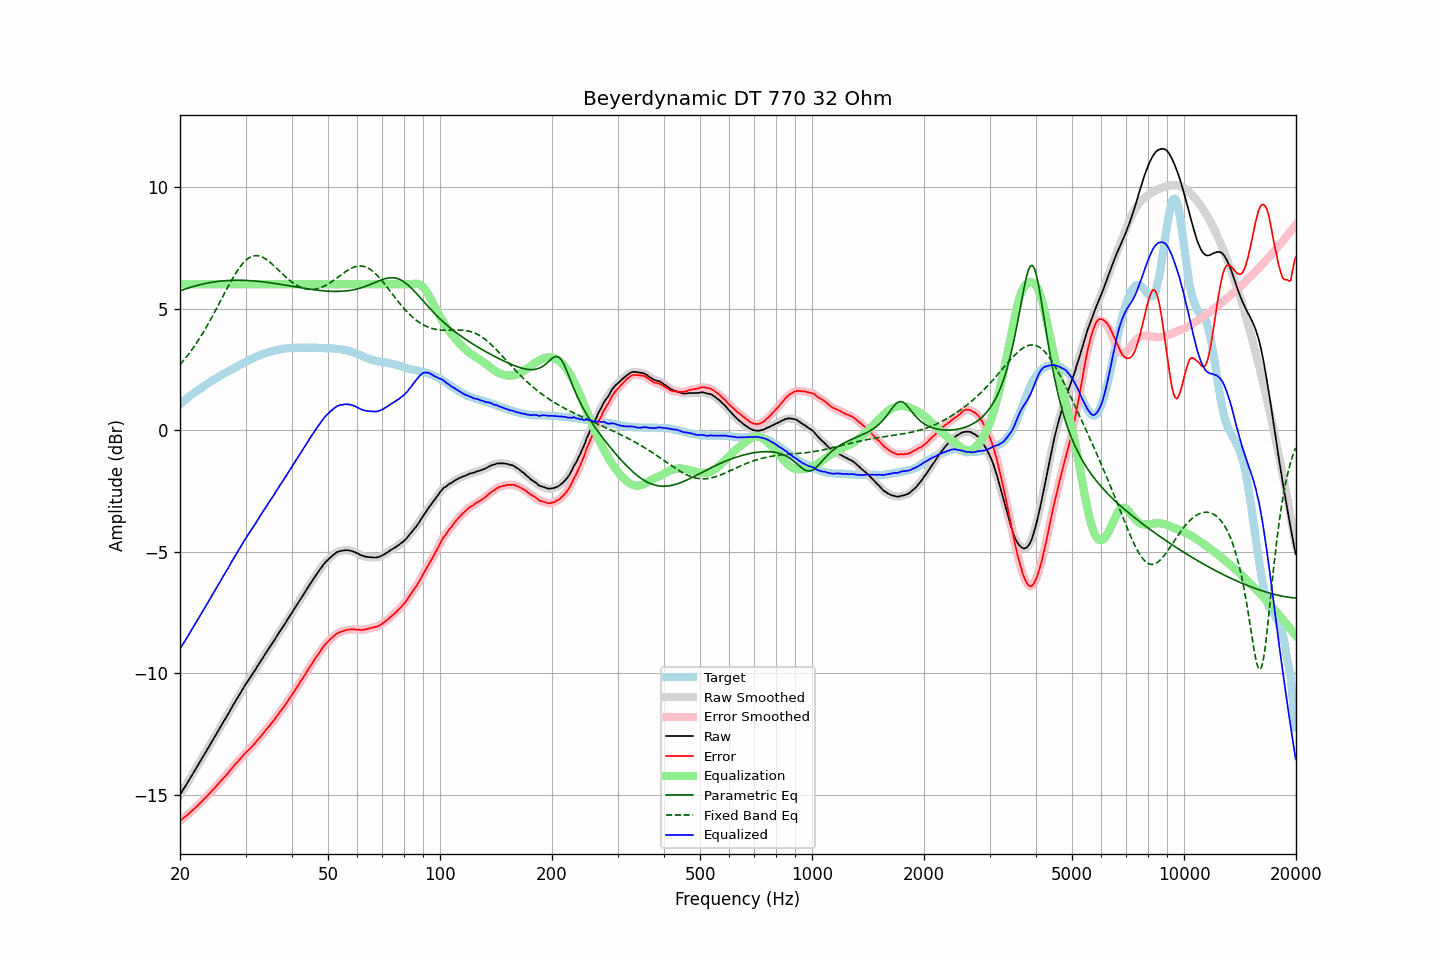 Beyerdynamic DT 770 32 Ohm
Amplitude (dBr)
10
5
0
−5
−10
−15
Target
Raw Smoothed
Error Smoothed
Raw
Error
Equalization
Parametric Eq
Fixed Band Eq
Equalized
20 50 100 200 500 1000 2000 5000 10000 20000
Frequency (Hz)